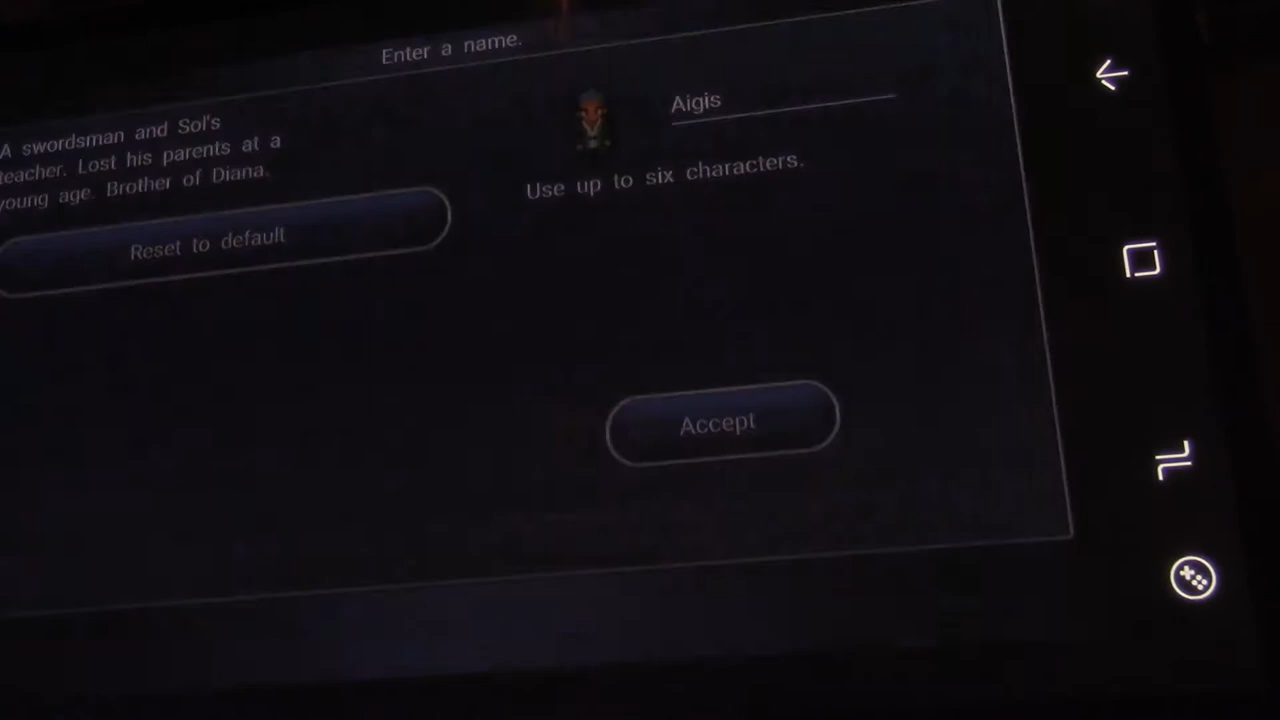 Enter a name.
A swordsman and Sol's
teacher. Lost his parents at a
young age. Brother of Diana.
Reset to default
Aigis
Use up to six characters.
Accept